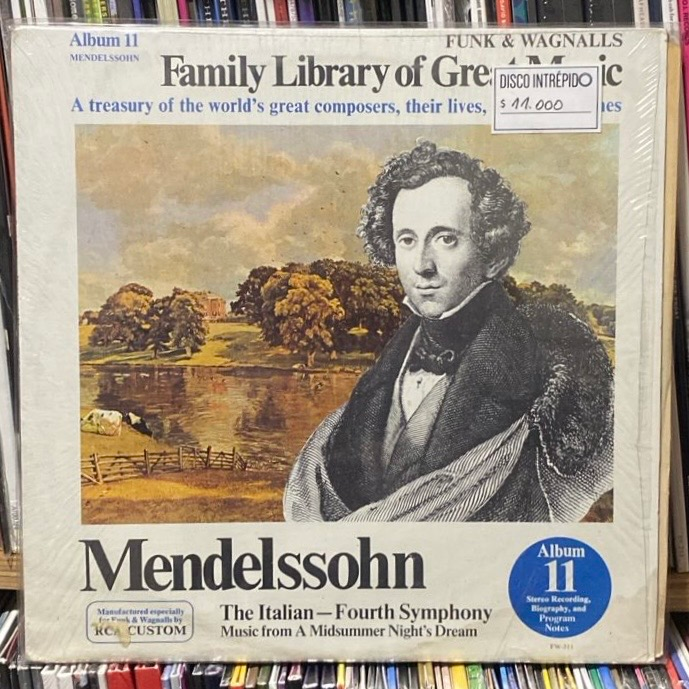 Album 11
MENDELSSOHN
FUNK & WAGNALLS
Family Library of Gre
ic
DISCO INTRÉPIDO
$ 11.000
A treasury of the world's great composers, their lives,
Mendelssohn
The Italian—Fourth Symphony
Music from A Midsummer Night's Dream
Manufactured especially
for Funk & Wagnalls by
RCA CUSTOM
Album
11
Stereo Recording,
Biography, and
Program
Notes